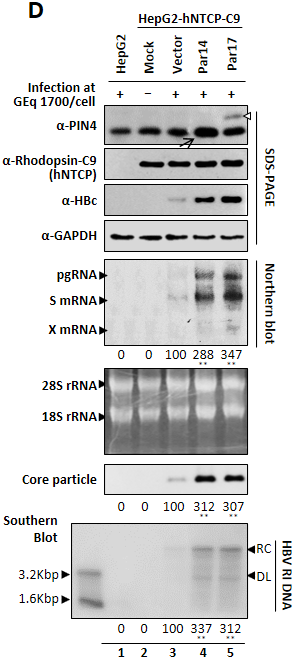 D
HepG2-hNTCP-C9
HepG2
Mock
Vector
Par14
Par17
Infection at
GEq 1700/cell
+ − + + +
α-PIN4
α-Rhodopsin-C9
(hNTCP)
α-HBc
α-GAPDH
SDS-PAGE
pgRNA
S mRNA
X mRNA
Northern blot
0 0 100 288 347
** **
28S rRNA
18S rRNA
Core particle
0 0 100 312 307
** **
Southern
Blot
3.2Kbp
1.6Kbp
RC
DL
HBV RI DNA
0 0 100 337 312
** **
1 2 3 4 5